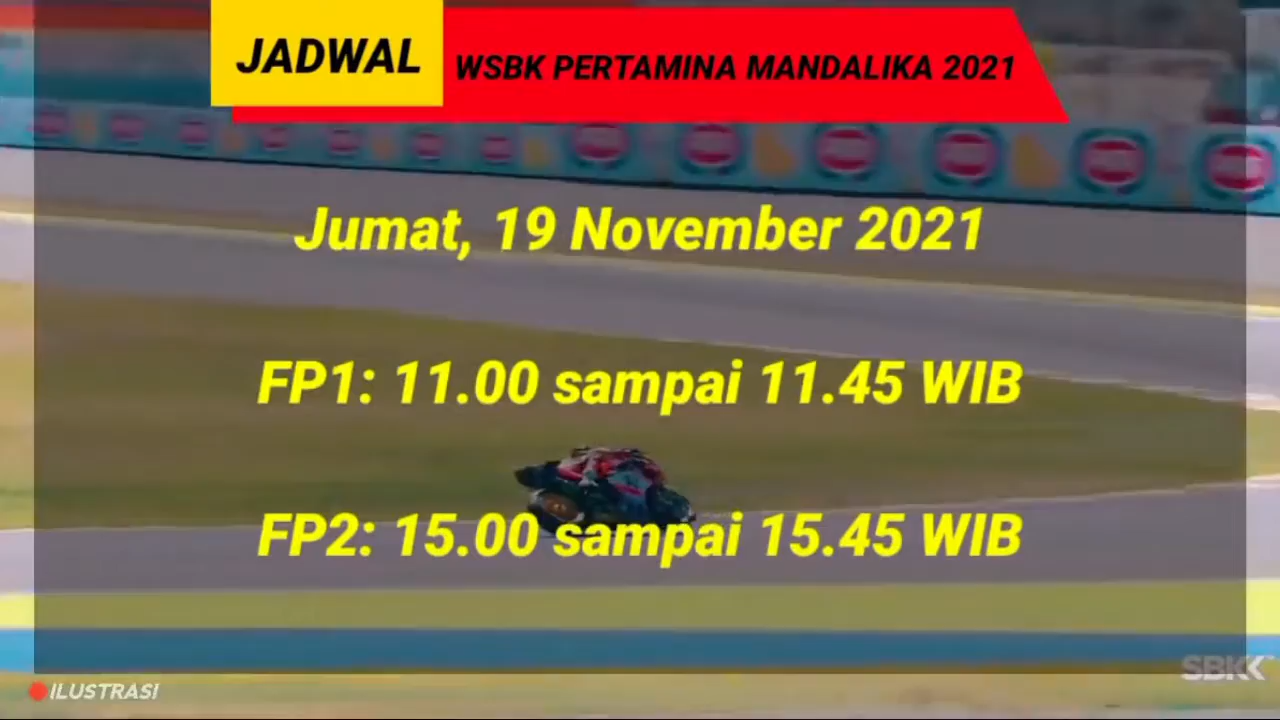 JADWAL
WSBK PERTAMINA MANDALIKA 2021
Jumat, 19 November 2021
FP1: 11.00 sampai 11.45 WIB
FP2: 15.00 sampai 15.45 WIB
SBK
ILUSTRASI